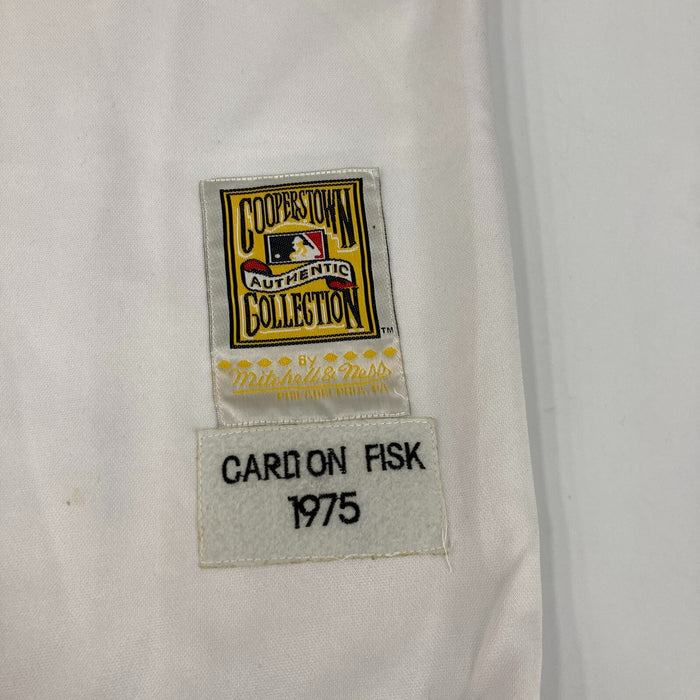 COOPERSTOWN
AUTHENTIC
COLLECTION
TM
BY
Mitchell & Ness
PHILADELPHIA, PA
CARLTON FISK
1975